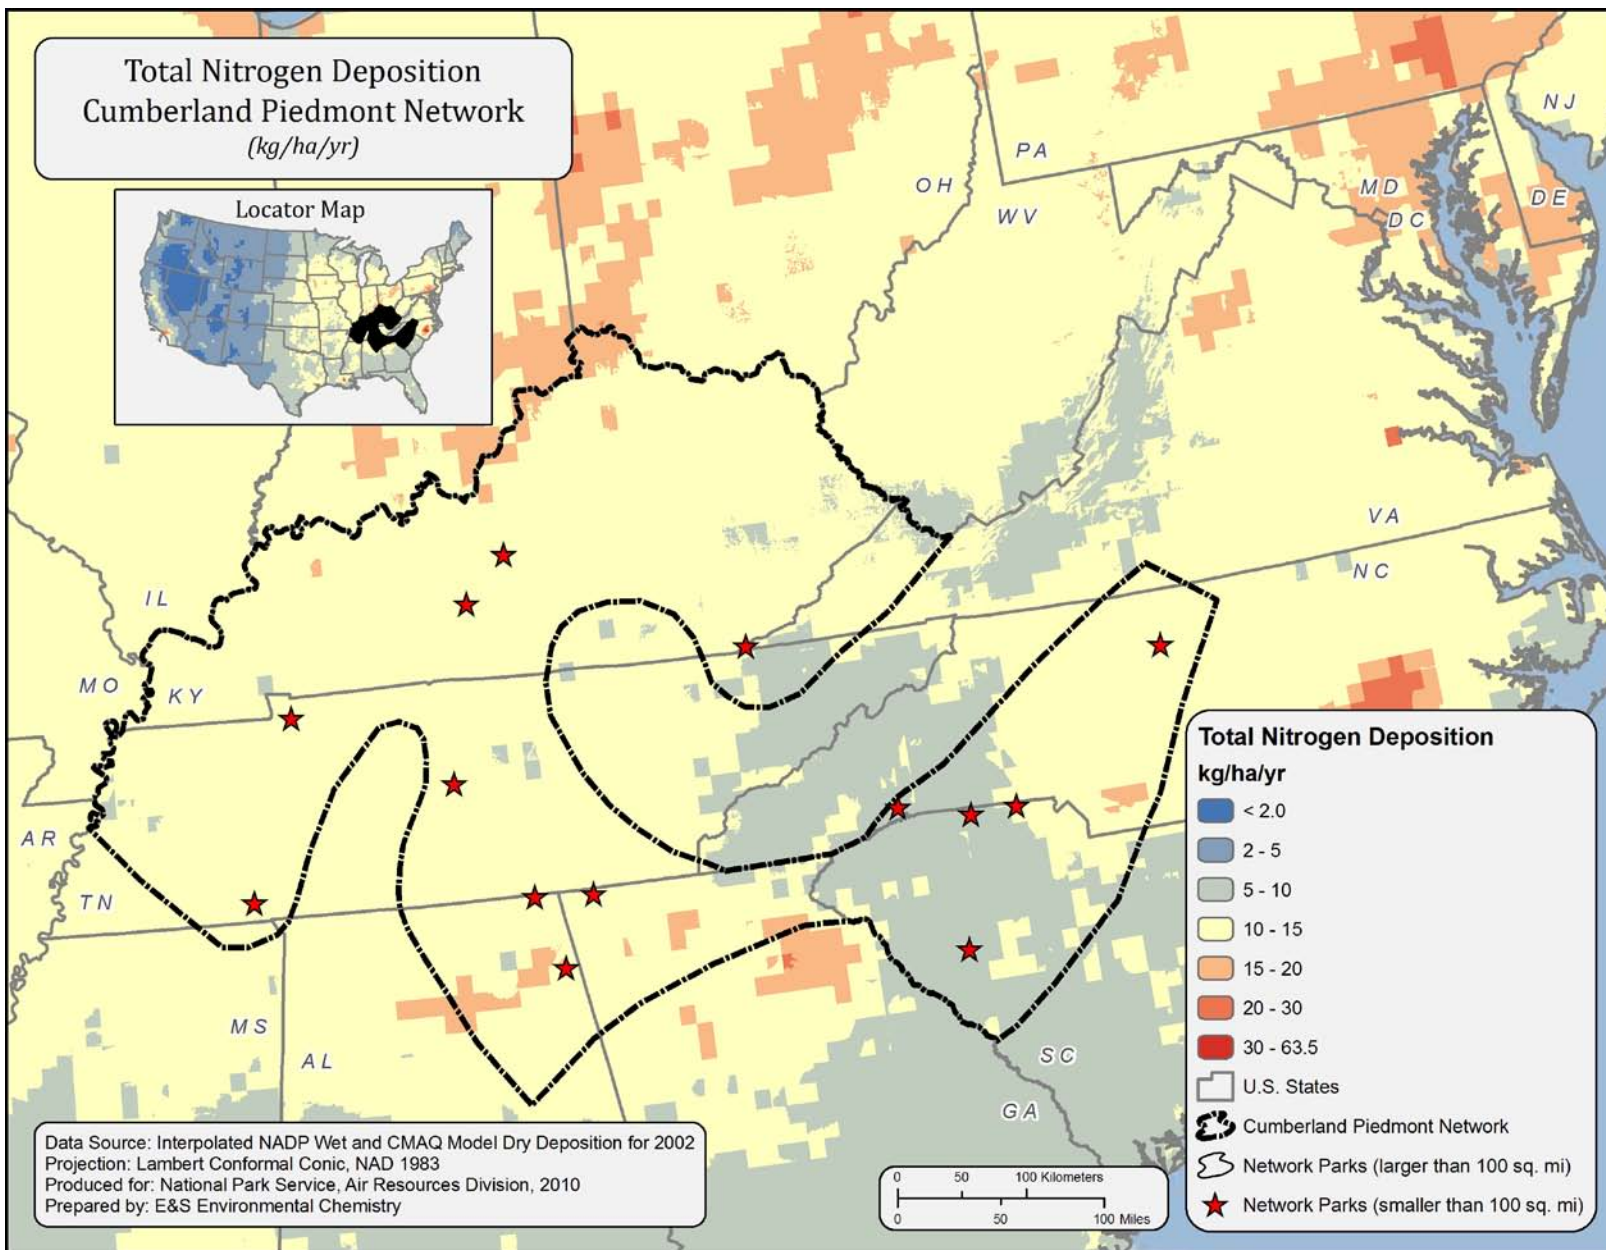 Total Nitrogen Deposition
Cumberland Piedmont Network
(kg/ha/yr)
Locator Map
NJ
PA
OH
WV
MD
DC
DE
VA
NC
IL
MO
KY
AR
TN
MS
AL
SC
GA
Total Nitrogen Deposition
kg/ha/yr
< 2.0
2 - 5
5 - 10
10 - 15
15 - 20
20 - 30
30 - 63.5
U.S. States
Cumberland Piedmont Network
Network Parks (larger than 100 sq. mi)
Network Parks (smaller than 100 sq. mi)
Data Source: Interpolated NADP Wet and CMAQ Model Dry Deposition for 2002
Projection: Lambert Conformal Conic, NAD 1983
Produced for: National Park Service, Air Resources Division, 2010
Prepared by: E&S Environmental Chemistry
0 50 100 Kilometers
0 50 100 Miles